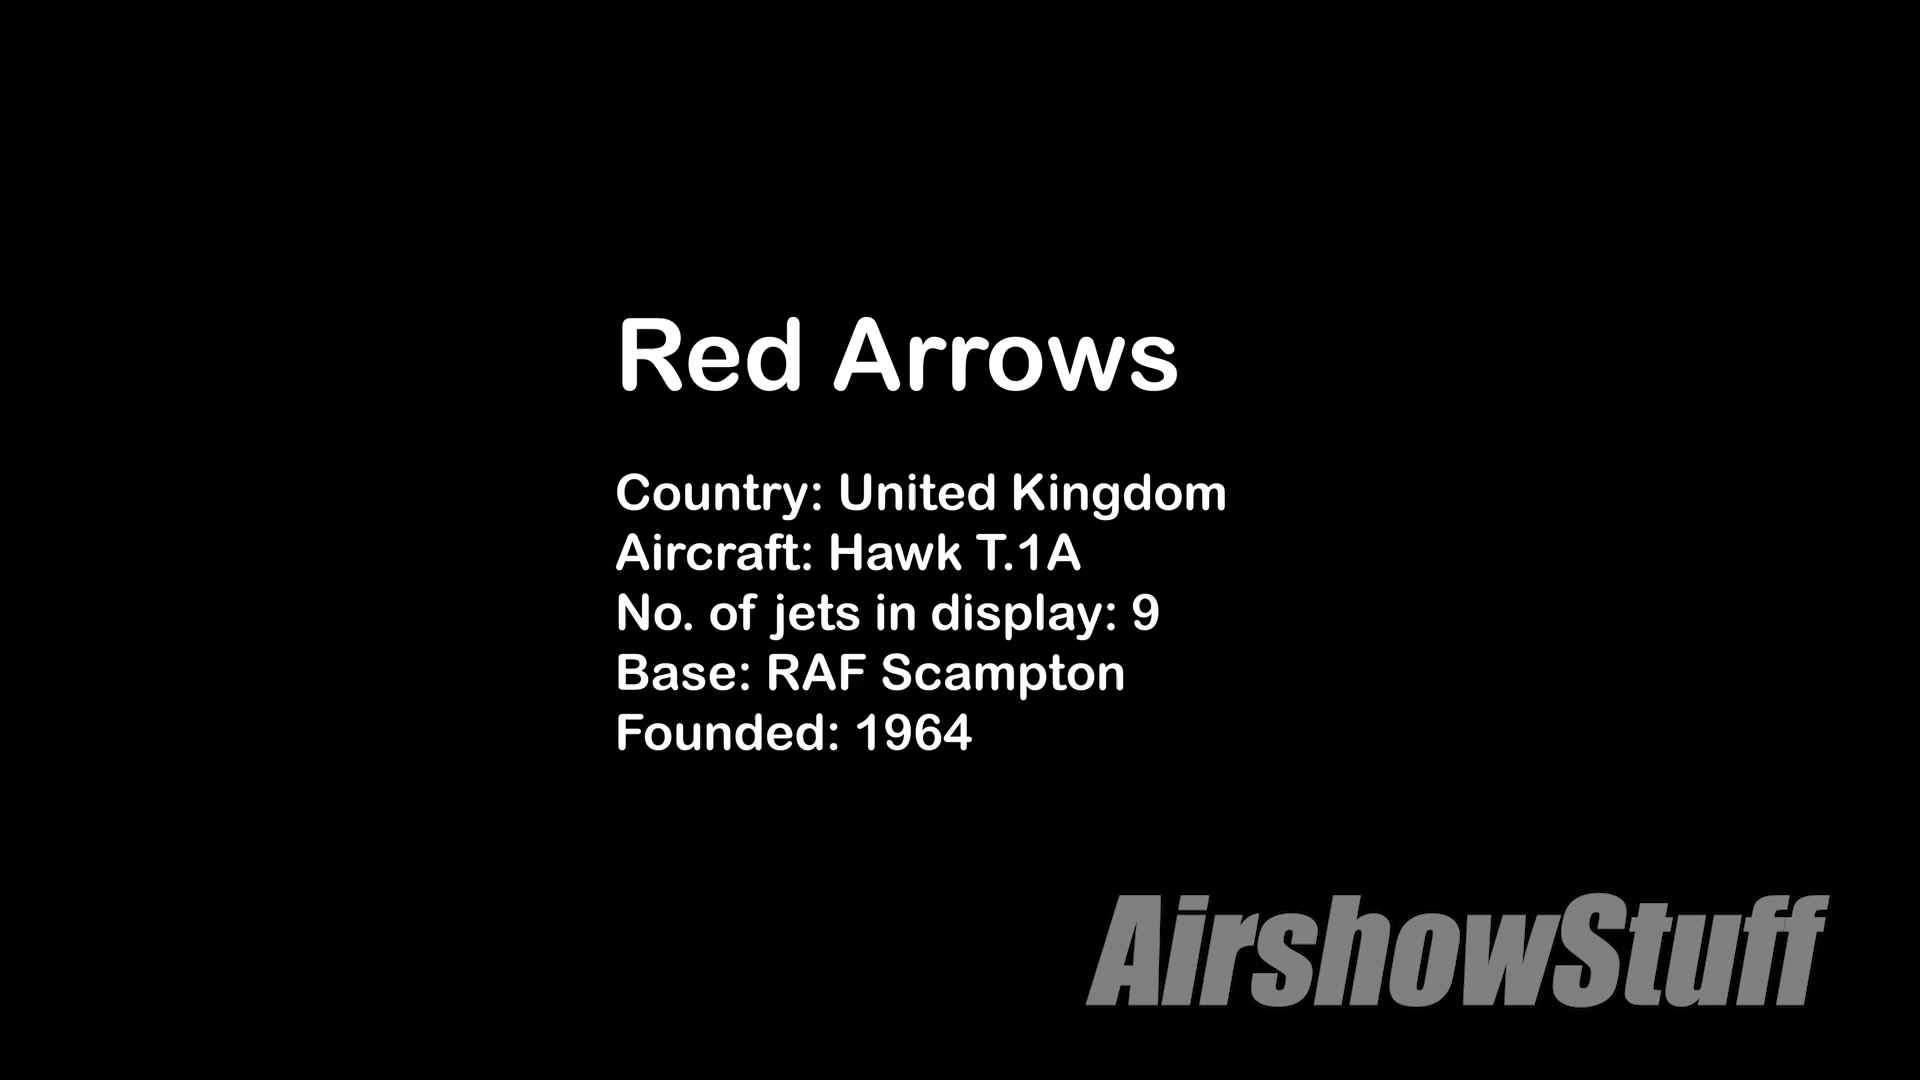 Red Arrows
Country: United Kingdom
Aircraft: Hawk T.1A
No. of jets in display: 9
Base: RAF Scampton
Founded: 1964
AirshowStuff